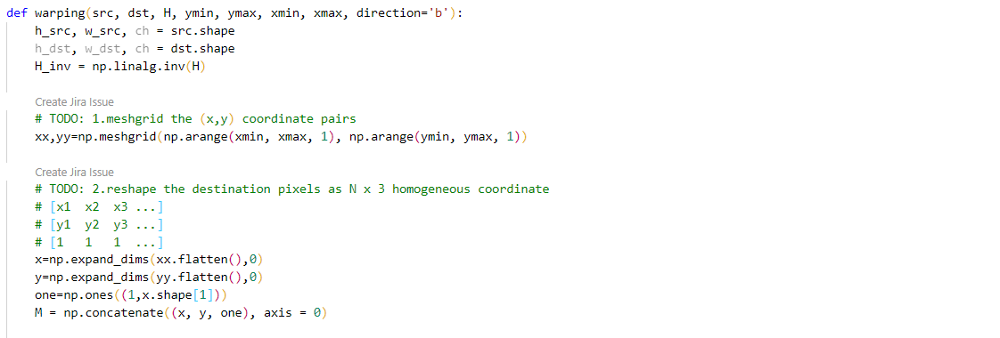 def warping(src, dst, H, ymin, ymax, xmin, xmax, direction='b'):
h_src, w_src, ch = src.shape
h_dst, w_dst, ch = dst.shape
H_inv = np.linalg.inv(H)
Create Jira Issue
# TODO: 1.meshgrid the (x,y) coordinate pairs
xx,yy=np.meshgrid(np.arange(xmin, xmax, 1), np.arange(ymin, ymax, 1))
Create Jira Issue
# TODO: 2.reshape the destination pixels as N x 3 homogeneous coordinate
# [x1  x2  x3 ...]
# [y1  y2  y3 ...]
# [1   1   1  ...]
x=np.expand_dims(xx.flatten(),0)
y=np.expand_dims(yy.flatten(),0)
one=np.ones((1,x.shape[1]))
M = np.concatenate((x, y, one), axis = 0)